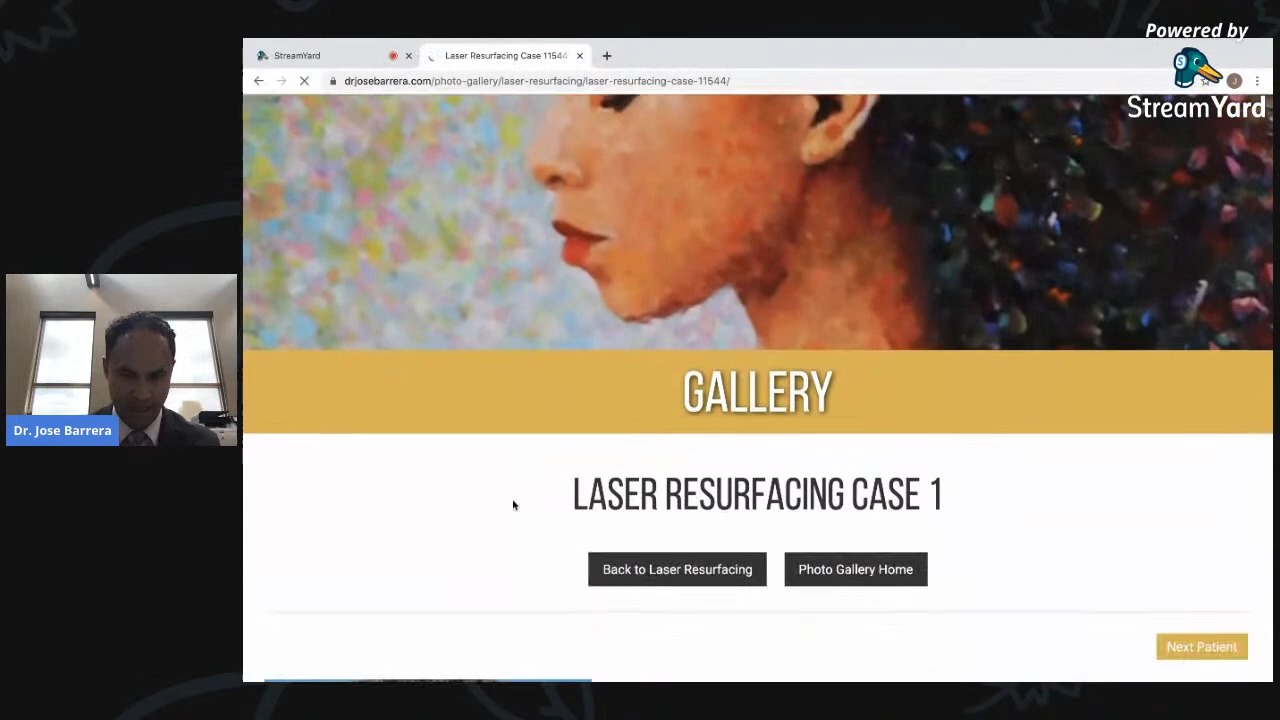 Powered by
StreamYard
StreamYard
Laser Resurfacing Case 11544
drjosebarrera.com/photo-gallery/laser-resurfacing/laser-resurfacing-case-11544/
J
S
GALLERY
Dr. Jose Barrera
LASER RESURFACING CASE 1
Back to Laser Resurfacing
Photo Gallery Home
Next Patient